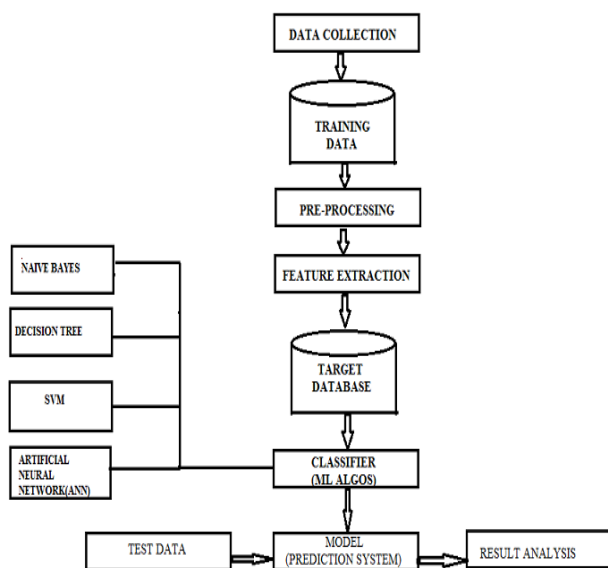 DATA COLLECTION
TRAINING
DATA
PRE-PROCESSING
FEATURE EXTRACTION
TARGET
DATABASE
CLASSIFIER
(ML ALGOS)
NAIVE BAYES
DECISION TREE
SVM
ARTIFICIAL
NEURAL
NETWORK(ANN)
TEST DATA
MODEL
(PREDICTION SYSTEM)
RESULT ANALYSIS